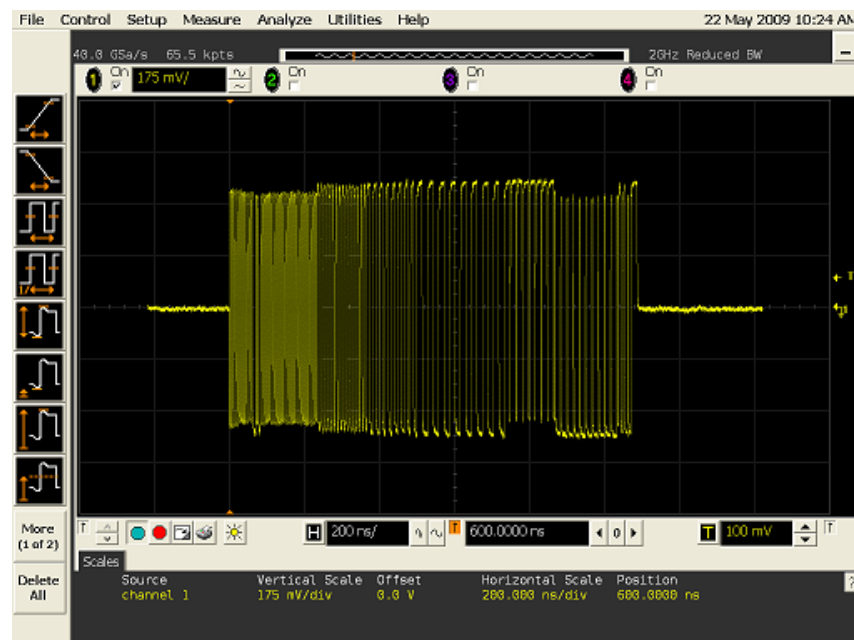 File Control Setup Measure Analyze Utilities Help 22 May 2009 10:24 AM
40.0 GSa/s 65.5 kpts 2GHz Reduced BW
1 On 175 mV/ 2 On 3 On 4 On
T
More
(1 of 2)
Delete
All
T H 200 ns/ T 600.0000 ns 0 T 100 mV T
Scales
Source Vertical Scale Offset Horizontal Scale Position
channel 1 175 mV/div 0.0 V 200.000 ns/div 600.0000 ns